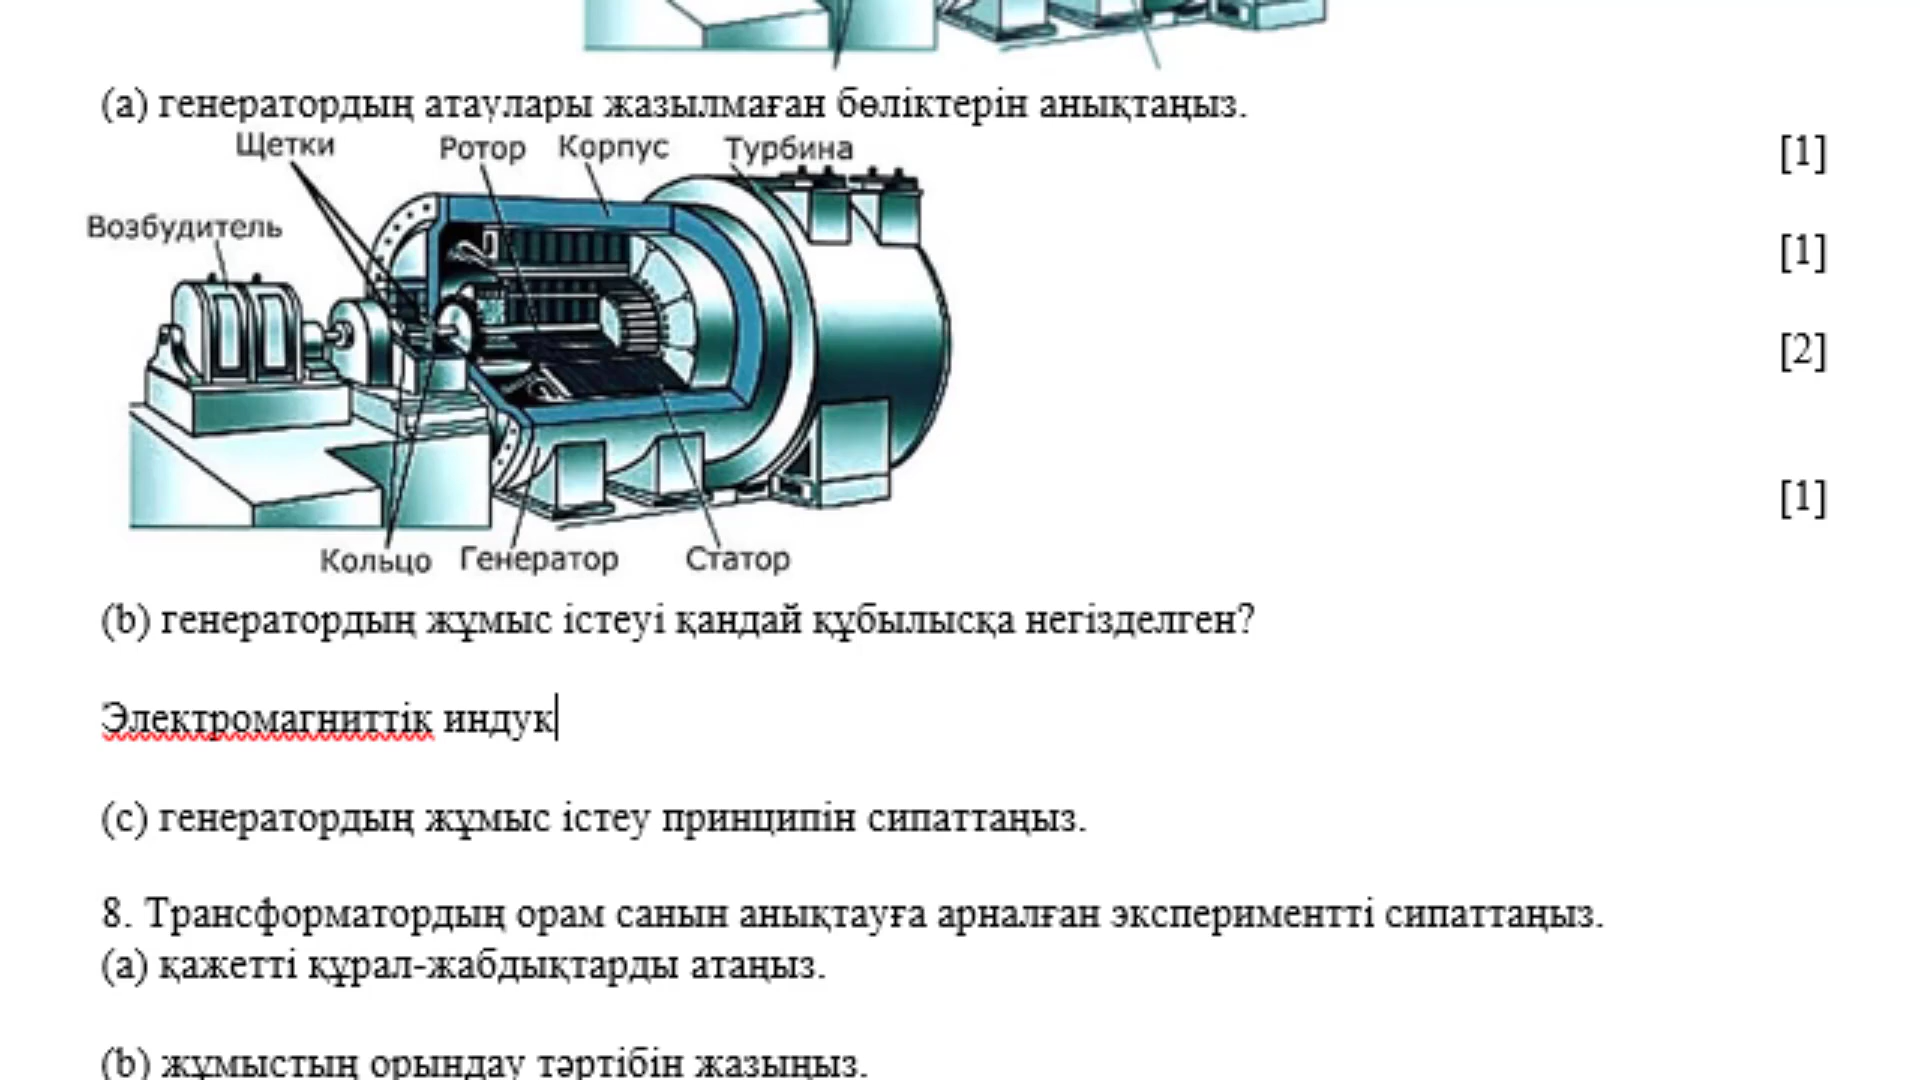 (a) генератордың атаулары жазылмаған бөліктерін анықтаңыз.
[1]
Щетки
Ротор Корпус Турбина
Возбудитель
[1]
[2]
[1]
Кольцо Генератор Статор
(b) генератордың жұмыс істеуі қандай құбылысқа негізделген?
Электромагниттік индук
(c) генератордың жұмыс істеу принципін сипаттаңыз.
8. Трансформатордың орам санын анықтауға арналған экспериментті сипаттаңыз.
(a) қажетті құрал-жабдықтарды атаңыз.
(b) жұмыстың орындау тәртібін жазыңыз.